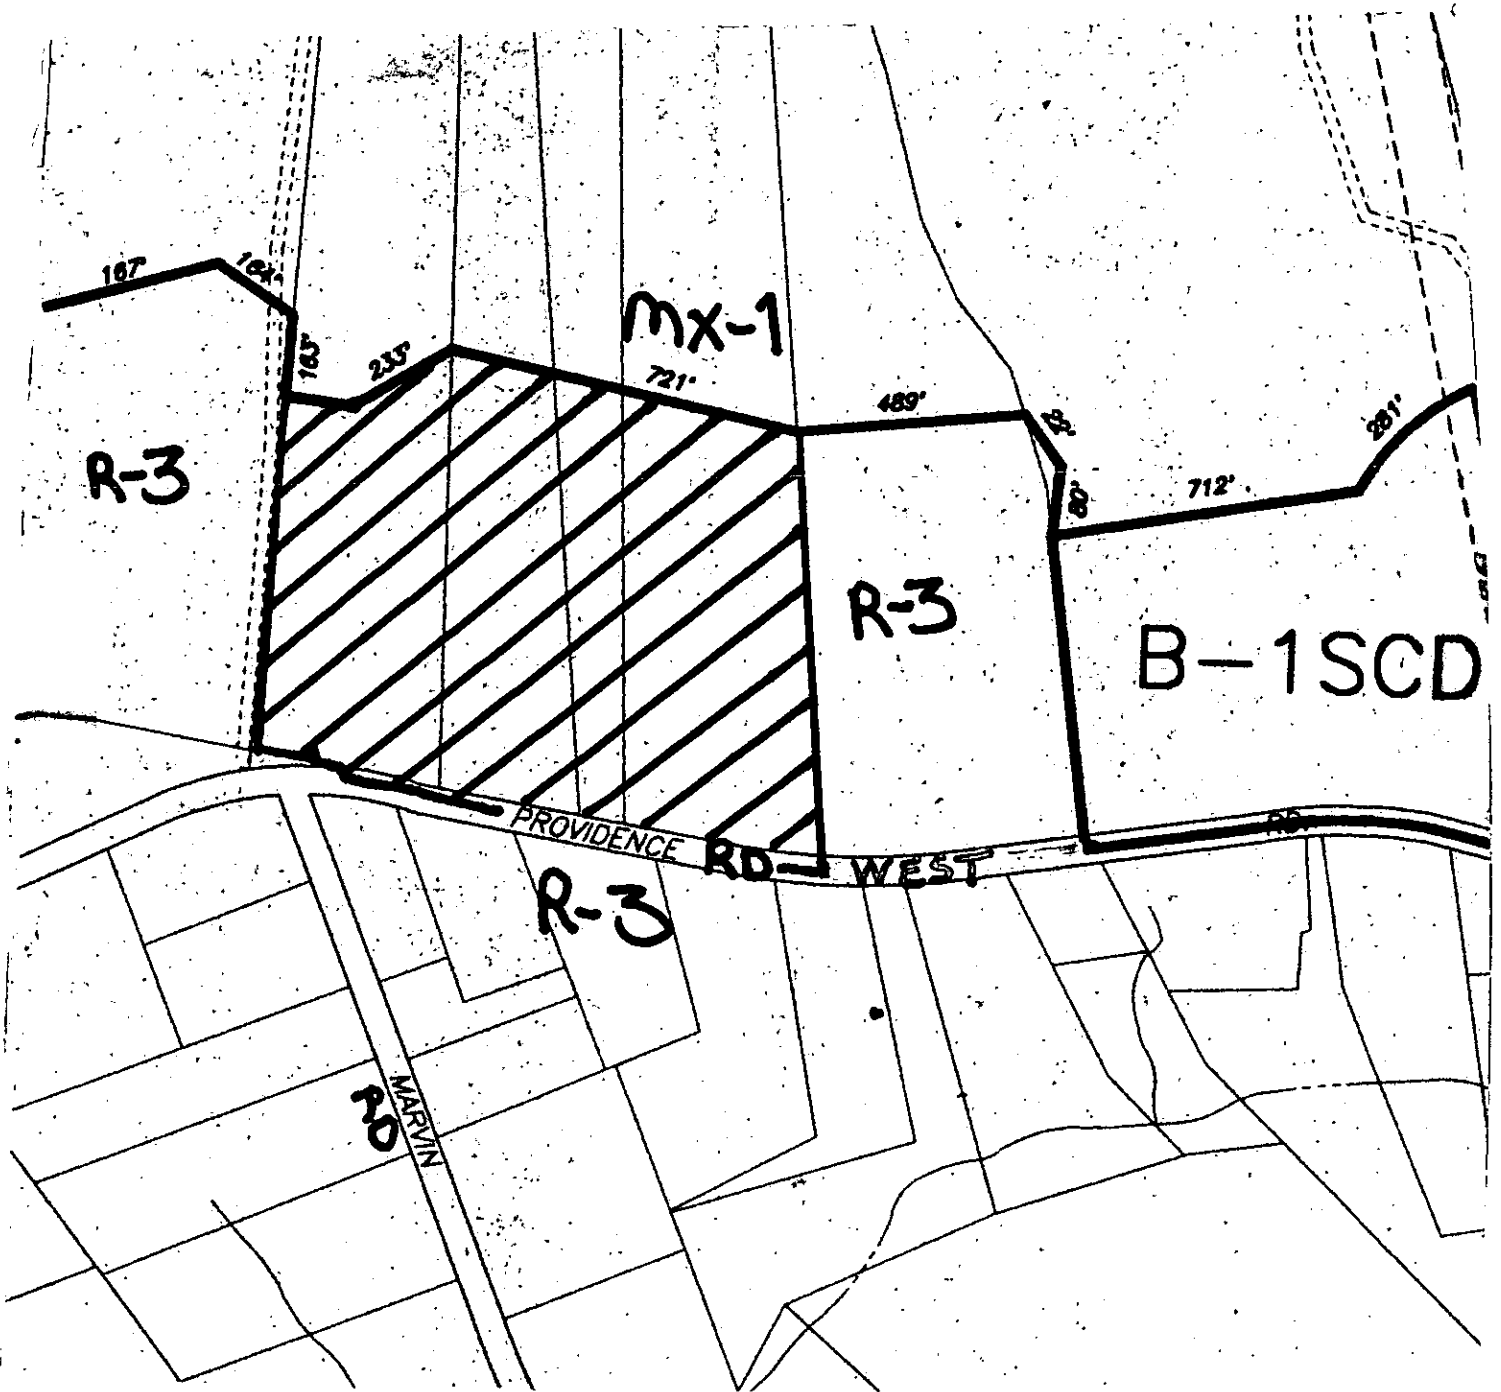 167'
164'
MX-1
163'
233'
721'
489'
281'
R-3
80'
712'
R-3
B-1SCD
PROVIDENCE RD WEST
RD.
R-3
MARVIN
RD